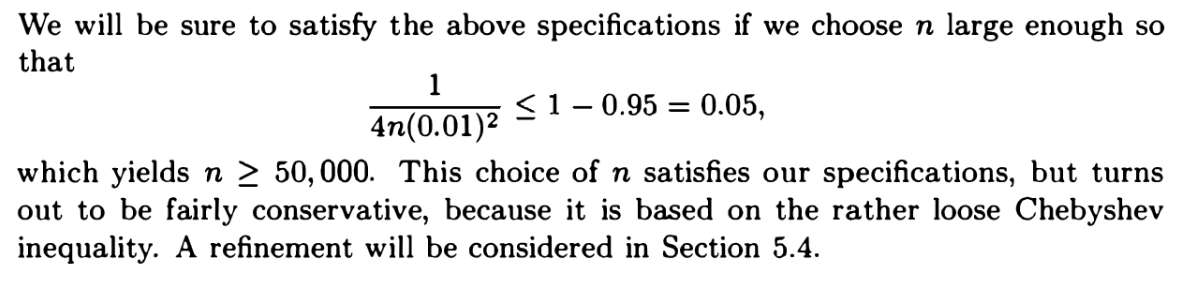 We will be sure to satisfy the above specifications if we choose n large enough so
that
1/(4n(0.01)²) ≤ 1 − 0.95 = 0.05,
which yields n ≥ 50,000. This choice of n satisfies our specifications, but turns
out to be fairly conservative, because it is based on the rather loose Chebyshev
inequality. A refinement will be considered in Section 5.4.